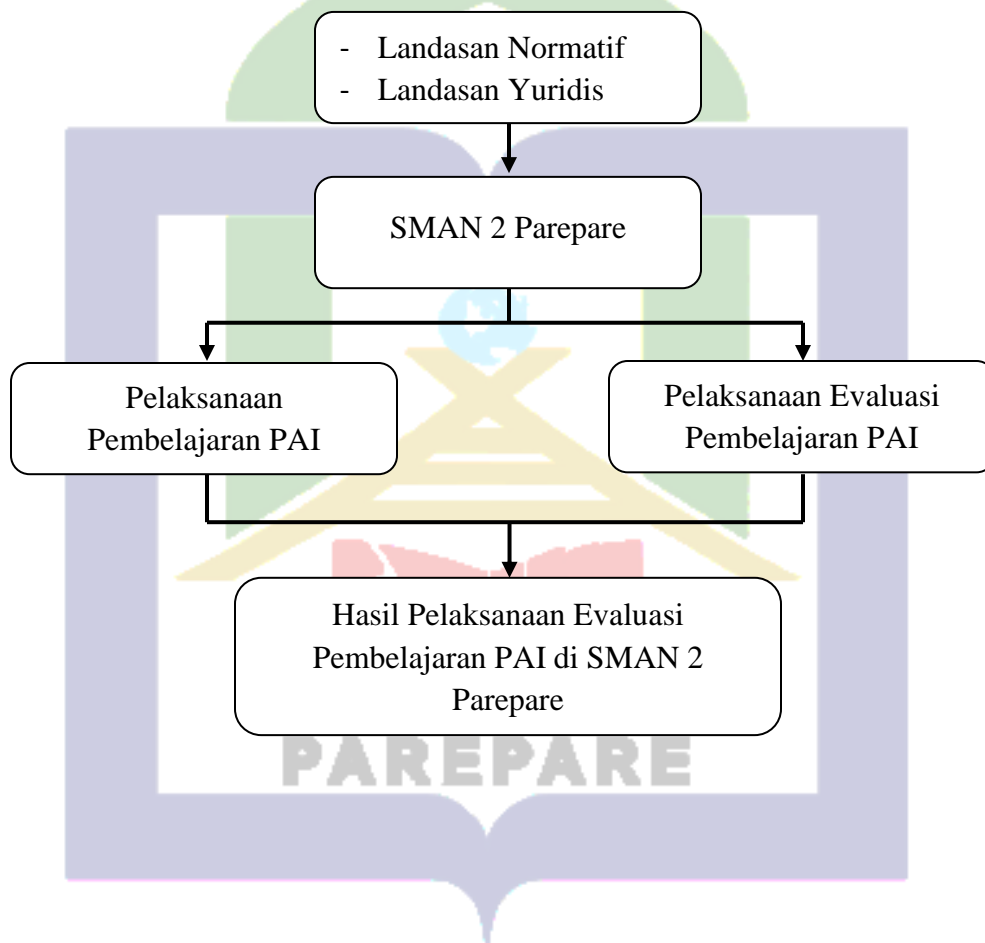 - Landasan Normatif
- Landasan Yuridis
SMAN 2 Parepare
Pelaksanaan
Pembelajaran PAI
Pelaksanaan Evaluasi
Pembelajaran PAI
Hasil Pelaksanaan Evaluasi
Pembelajaran PAI di SMAN 2
Parepare
PAREPARE